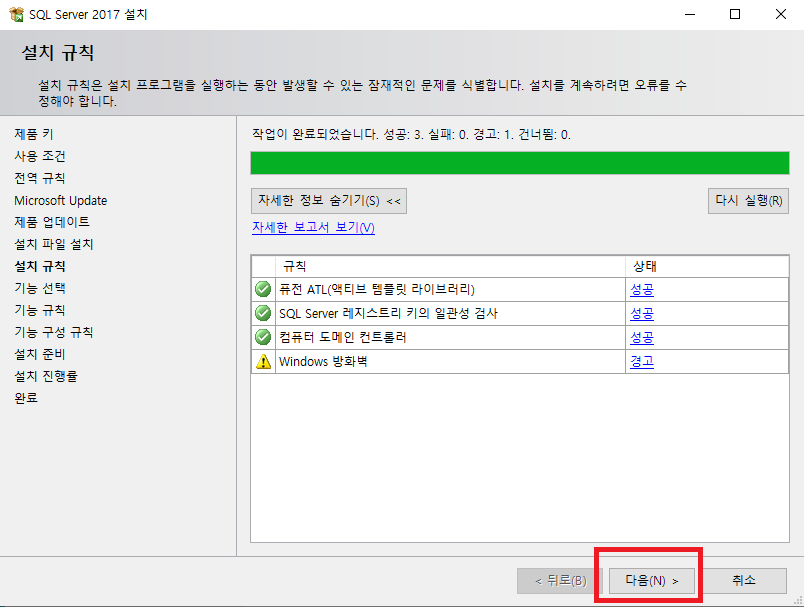 SQL Server 2017 설치
설치 규칙
설치 규칙은 설치 프로그램을 실행하는 동안 발생할 수 있는 잠재적인 문제를 식별합니다. 설치를 계속하려면 오류를 수
정해야 합니다.
제품 키
사용 조건
전역 규칙
Microsoft Update
제품 업데이트
설치 파일 설치
설치 규칙
기능 선택
기능 규칙
기능 구성 규칙
설치 준비
설치 진행률
완료
작업이 완료되었습니다. 성공: 3. 실패: 0. 경고: 1. 건너뜀: 0.
자세한 정보 숨기기(S) <<
다시 실행(R)
자세한 보고서 보기(V)
규칙 상태
퓨전 ATL(액티브 템플릿 라이브러리) 성공
SQL Server 레지스트리 키의 일관성 검사 성공
컴퓨터 도메인 컨트롤러 성공
Windows 방화벽 경고
< 뒤로(B) 다음(N) > 취소